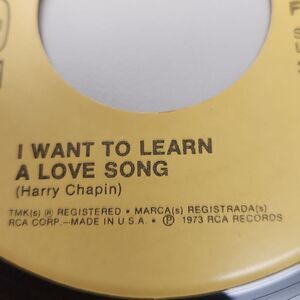 I WANT TO LEARN
A LOVE SONG
(Harry Chapin)
TMK(s) ® REGISTERED • MARCA(s) REGISTRADA(s)
RCA CORP.—MADE IN U.S.A. • Ⓟ 1973 RCA RECORDS